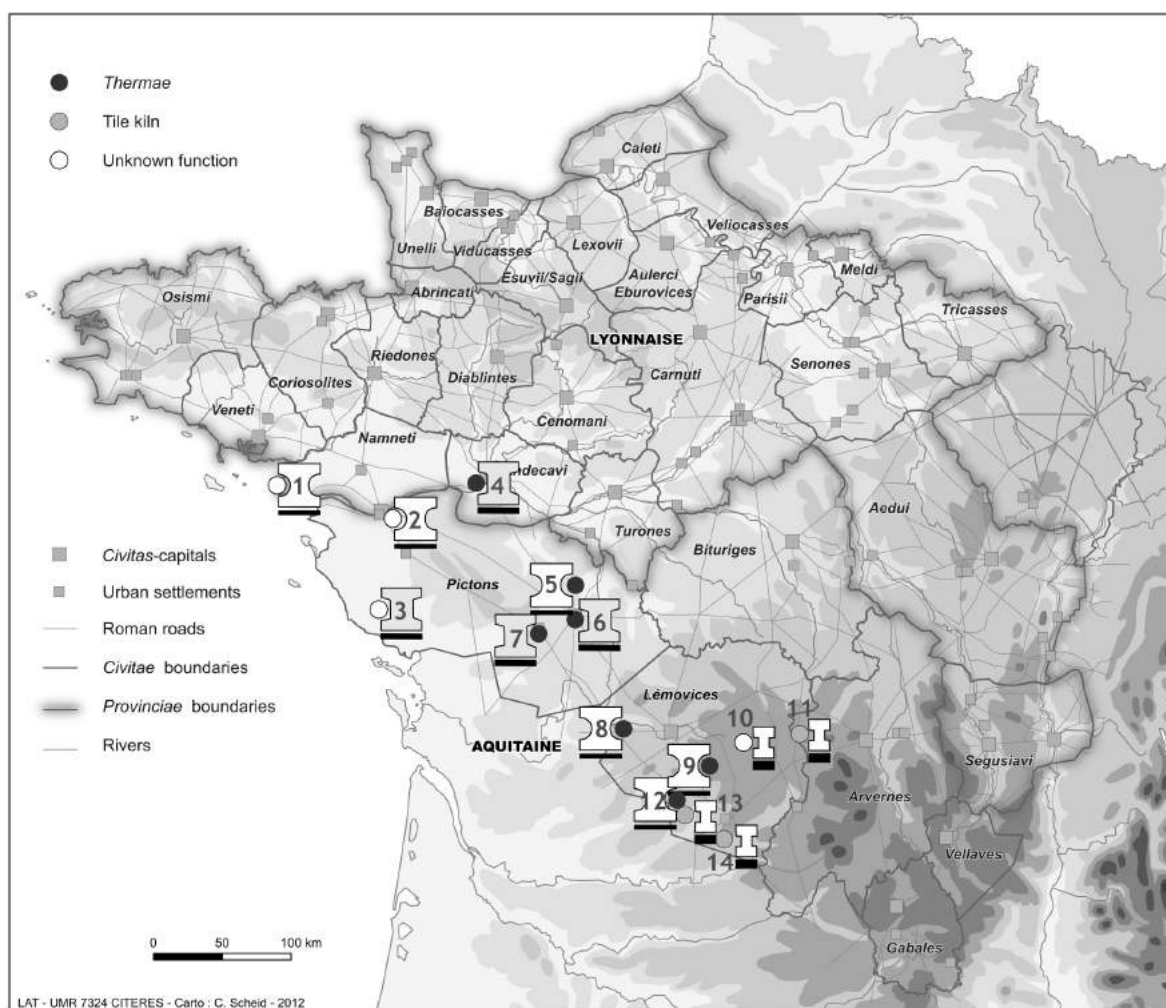 Thermae
Tile kiln
Unknown function
Caleti
Baïocasses
Veliocasses
Unelli
Viducasses
Lexovii
Esuvii/Sagii
Aulerci
Eburovices
Meldi
Parisii
Osismi
Abrincati
Tricasses
LYONNAISE
Riedones
Diablintes
Carnuti
Senones
Coriosolites
Veneti
Cenomani
Namneti
ndecavi
1
4
2
Aedui
Turones
Bituriges
Civitas-capitals
Urban settlements
Roman roads
Civitae boundaries
Provinciae boundaries
Rivers
Pictons
5
3
6
7
Lémovices
8
10
11
AQUITAINE
9
Segusiavi
12
13
Arvernes
14
Vellaves
Gabales
0 50 100 km
LAT - UMR 7324 CITERES - Carto : C. Scheid - 2012